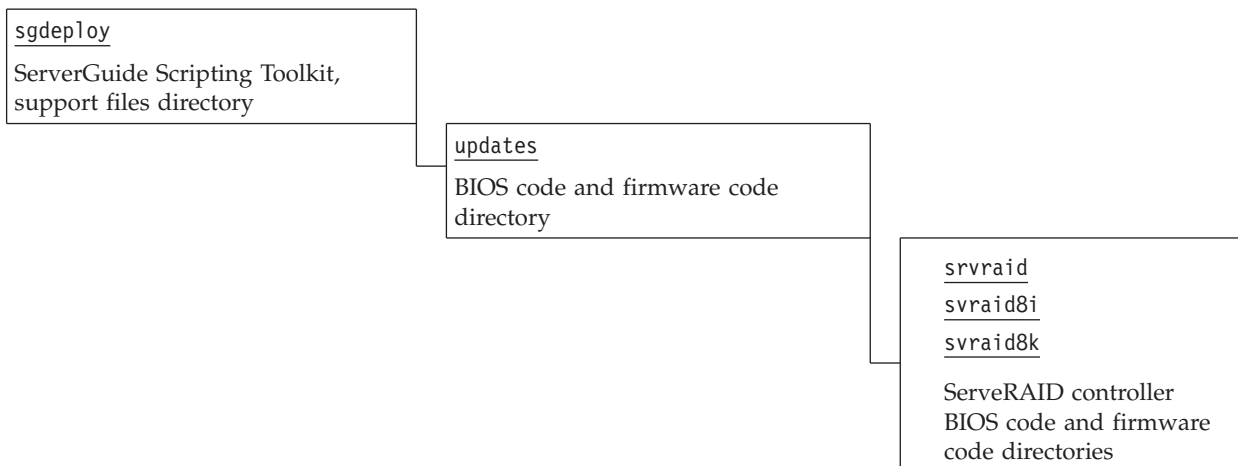 sgdeploy
ServerGuide Scripting Toolkit,
support files directory
updates
BIOS code and firmware code
directory
srvraid
svraid8i
svraid8k
ServeRAID controller
BIOS code and firmware
code directories